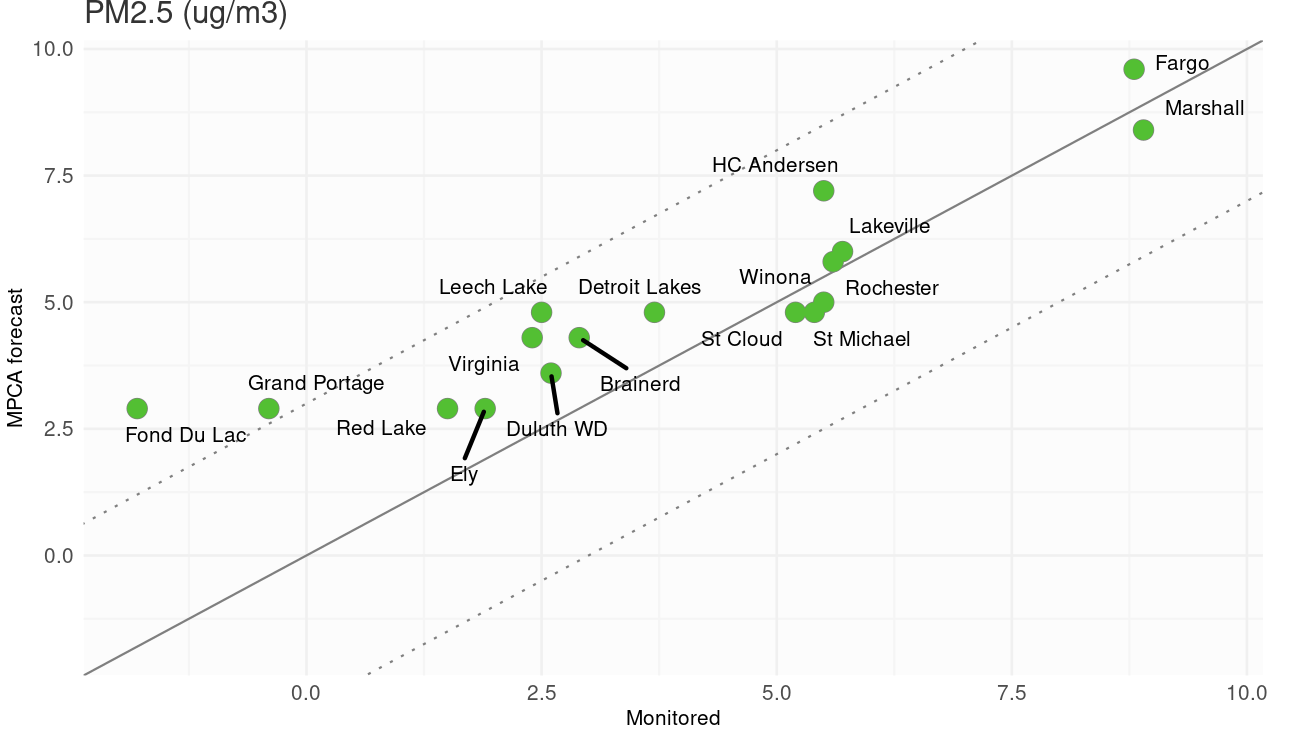 PM2.5 (ug/m3)
10.0
Fargo
Marshall
7.5
HC Andersen
Lakeville
Winona
Leech Lake
Detroit Lakes
Rochester
5.0
St Cloud
St Michael
Virginia
Brainerd
Grand Portage
Red Lake
Duluth WD
Fond Du Lac
2.5
Ely
0.0
MPCA forecast
0.0
2.5
5.0
7.5
10.0
Monitored